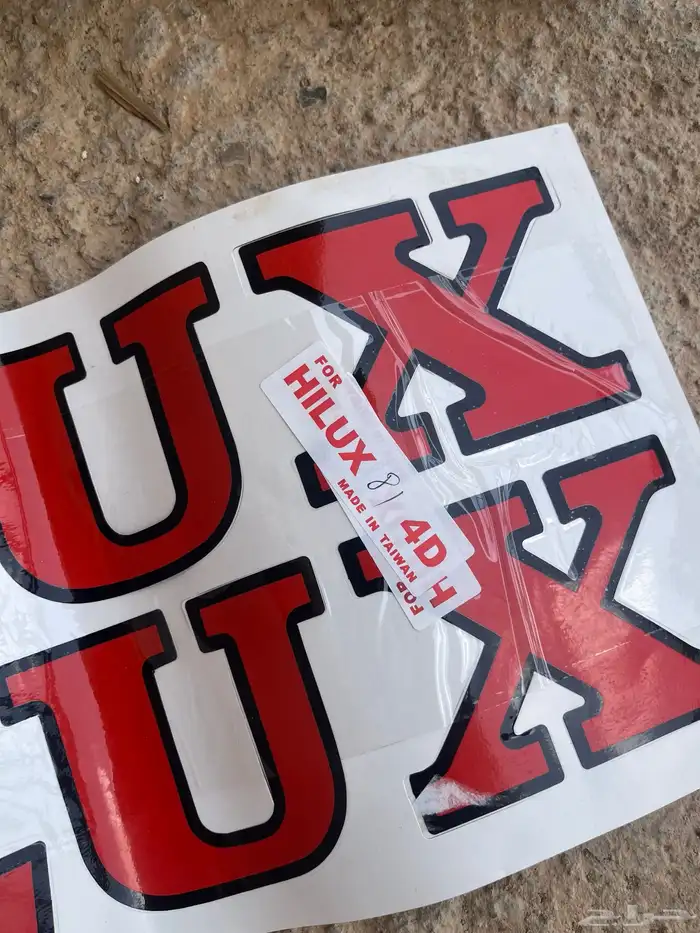 UX
FOR
HILUX 81 4D
MADE IN TAIWAN
UX
حراج